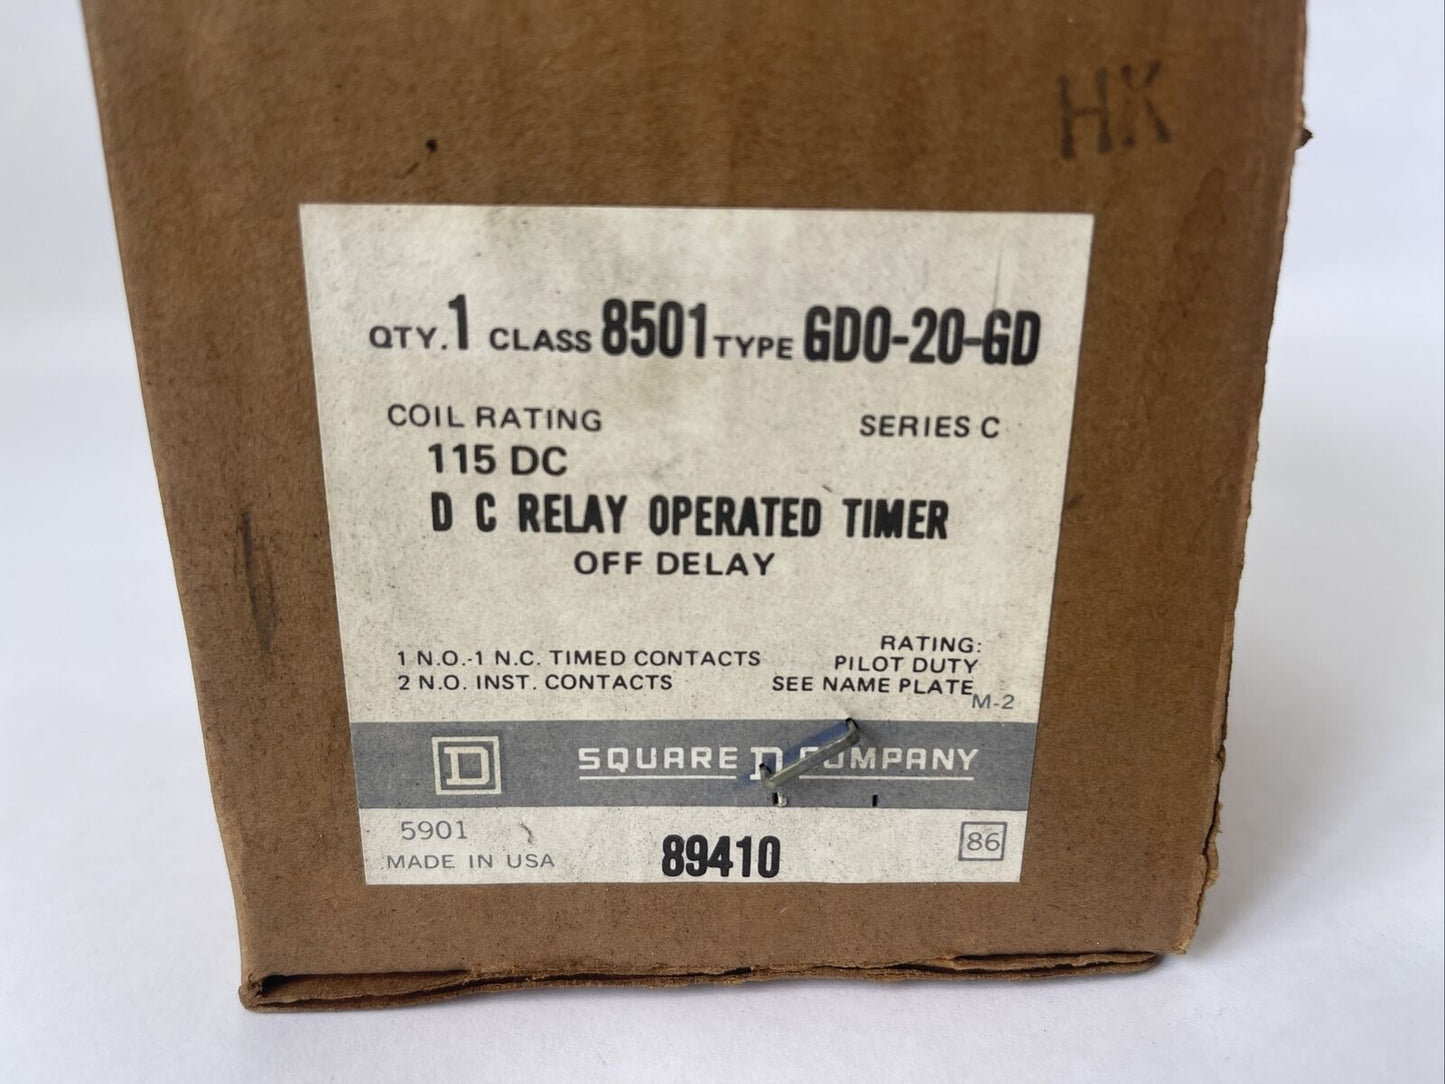 HK
QTY. 1 CLASS 8501 TYPE GDO-20-GD
COIL RATING SERIES C
115 DC
D C RELAY OPERATED TIMER
OFF DELAY
1 N.O.-1 N.C. TIMED CONTACTS
2 N.O. INST. CONTACTS
RATING:
PILOT DUTY
SEE NAME PLATE
M-2
D SQUARE D COMPANY
5901
MADE IN USA
89410
86